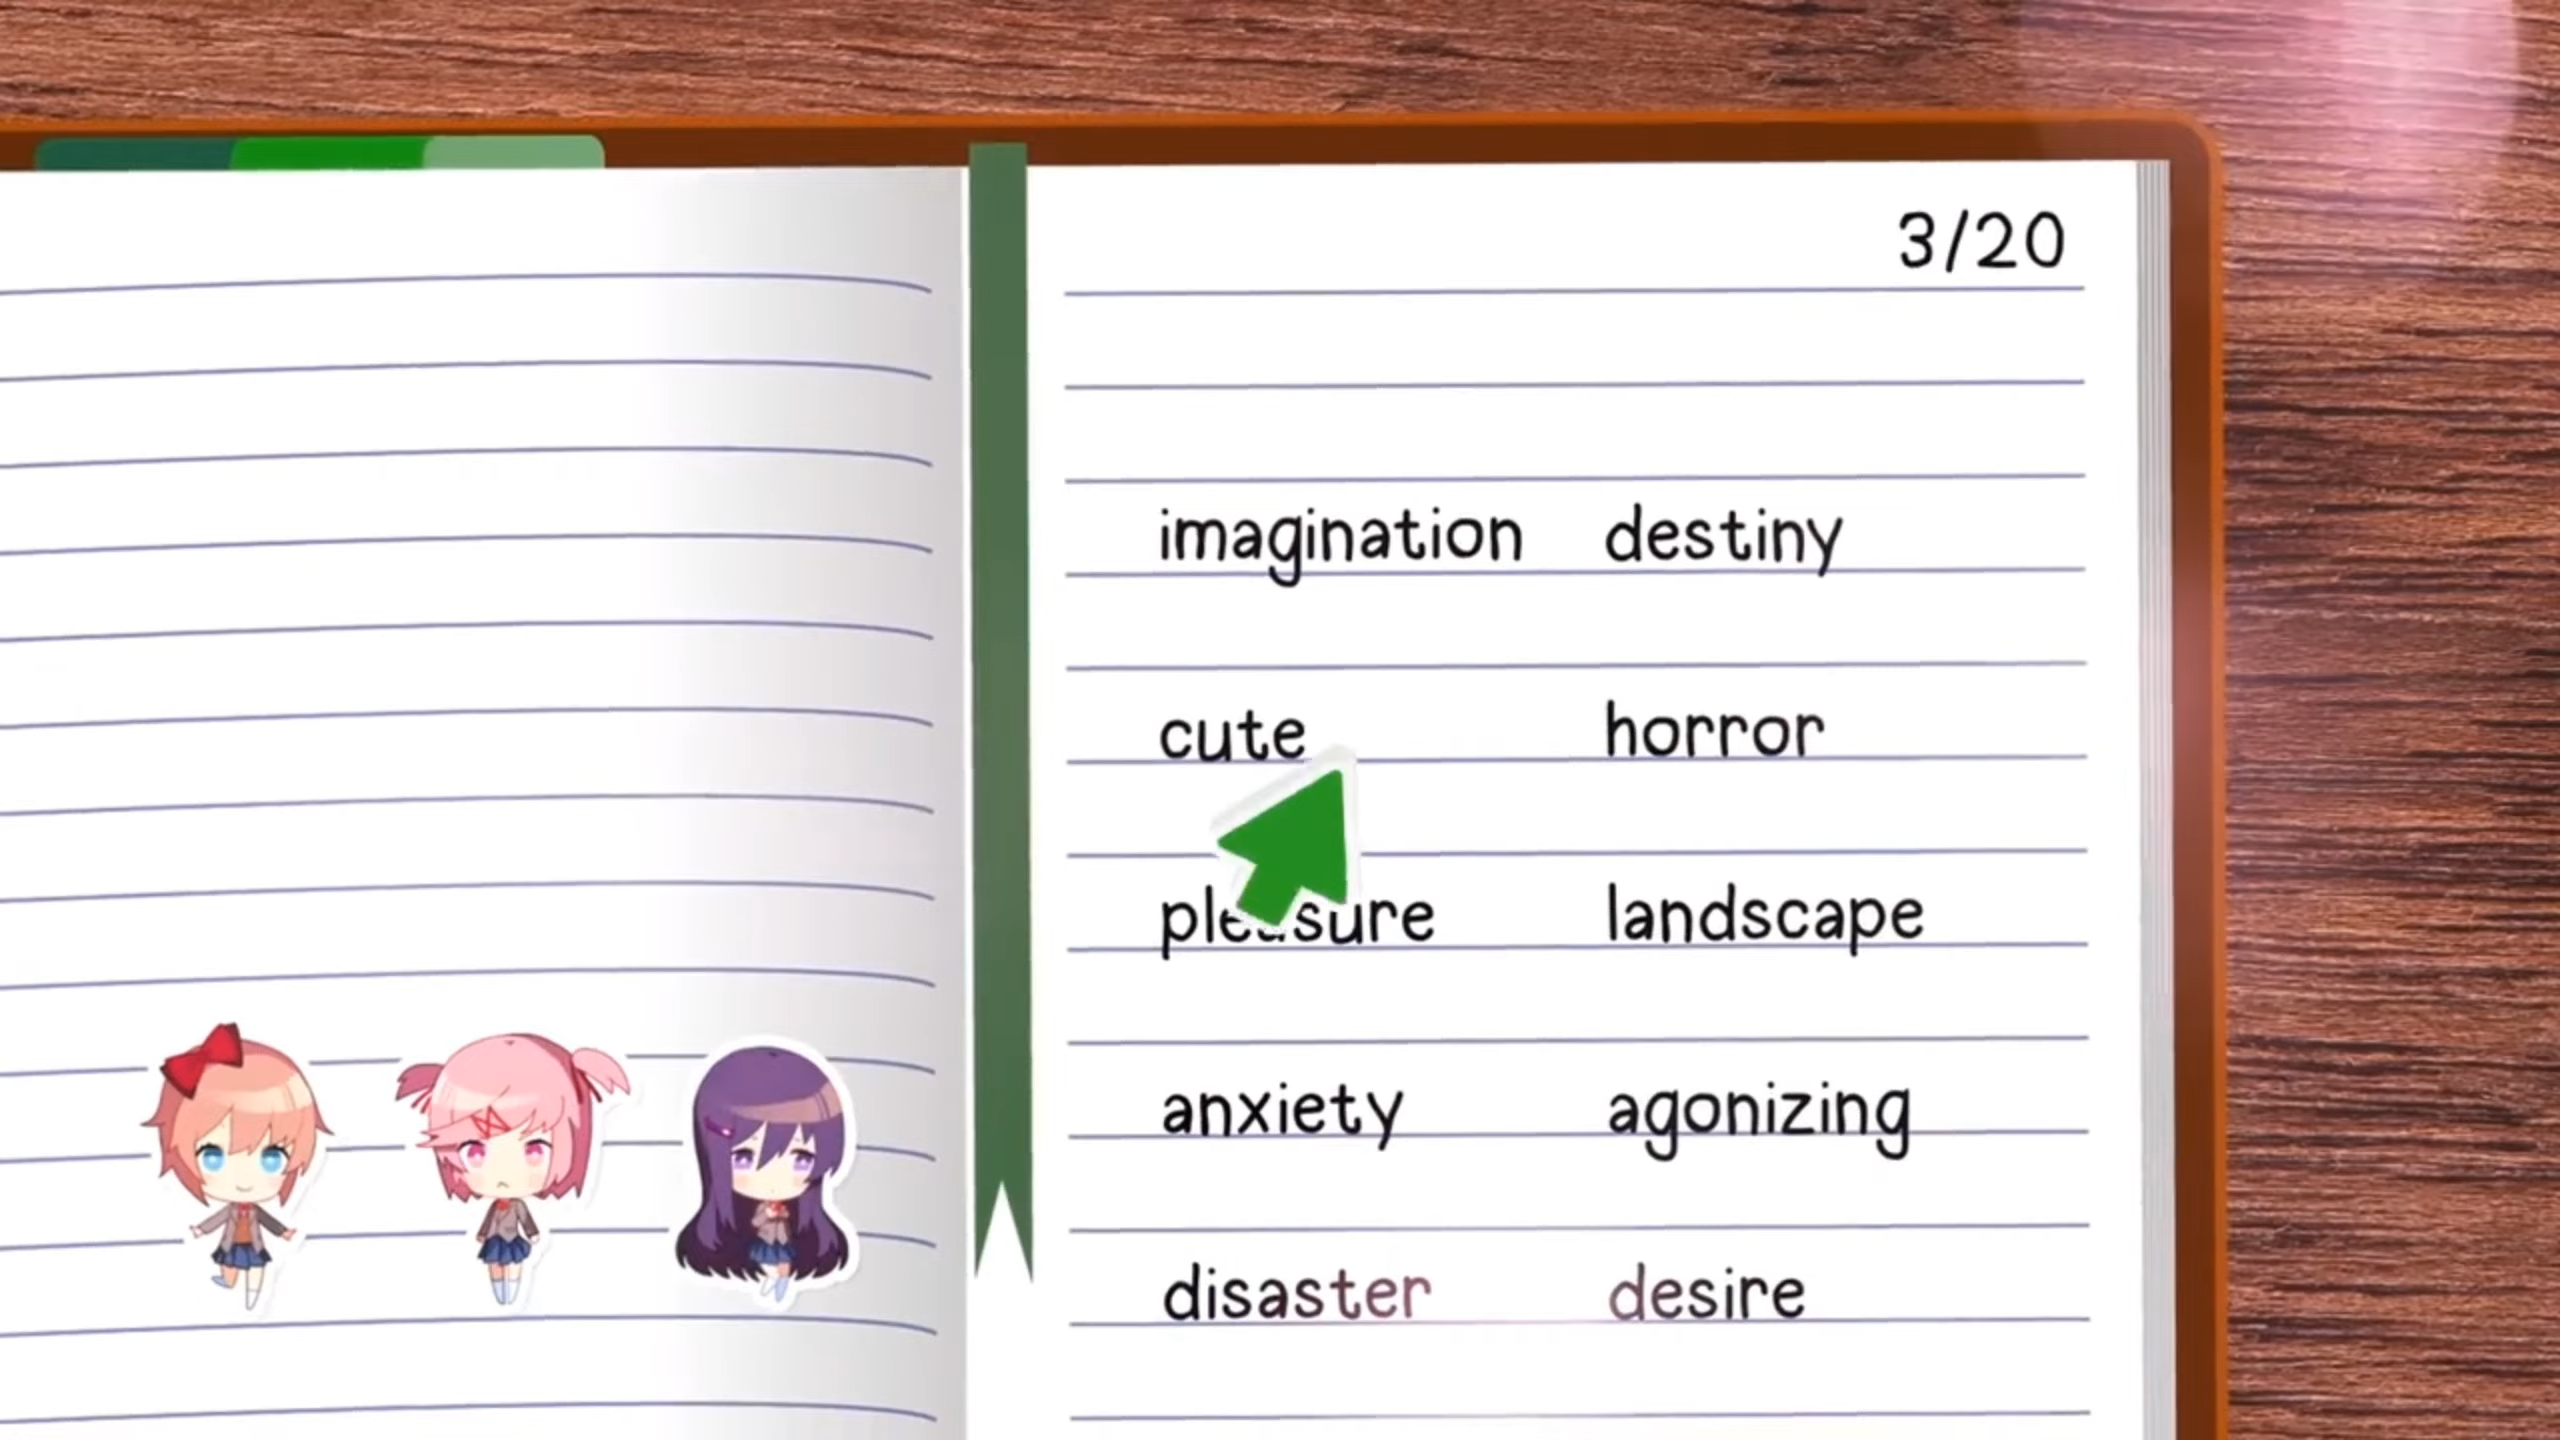 3/20
imagination destiny
cute horror
pleasure landscape
anxiety agonizing
disaster desire